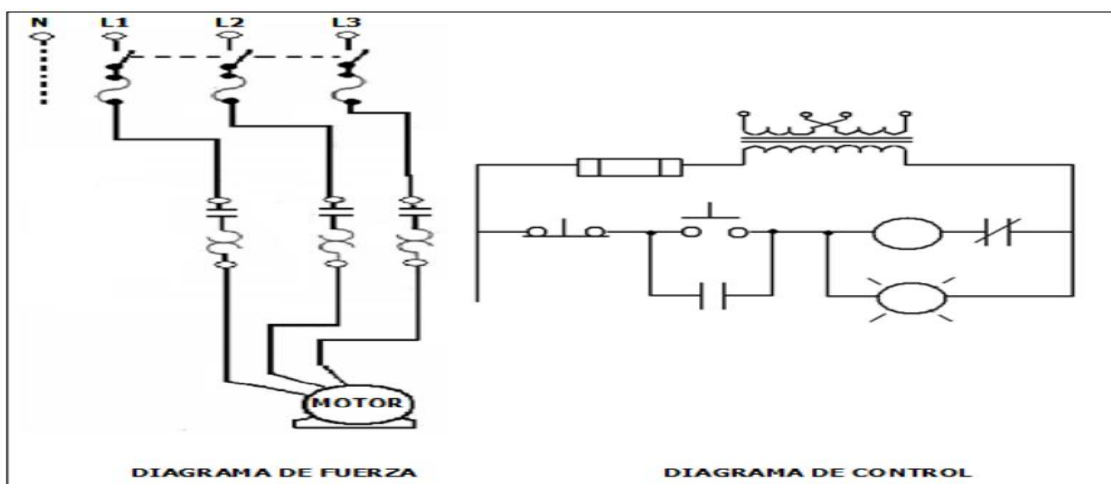 N L1 L2 L3
MOTOR
DIAGRAMA DE FUERZA DIAGRAMA DE CONTROL